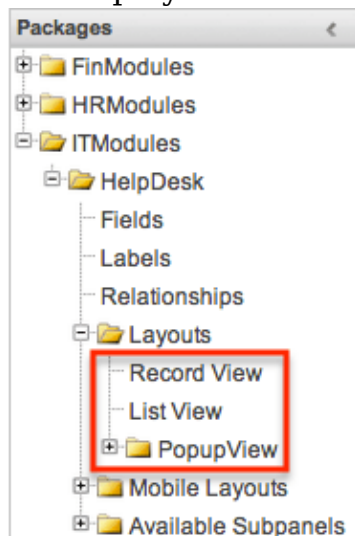 Packages
FinModules
HRModules
ITModules
HelpDesk
Fields
Labels
Relationships
Layouts
Record View
List View
PopupView
Mobile Layouts
Available Subpanels